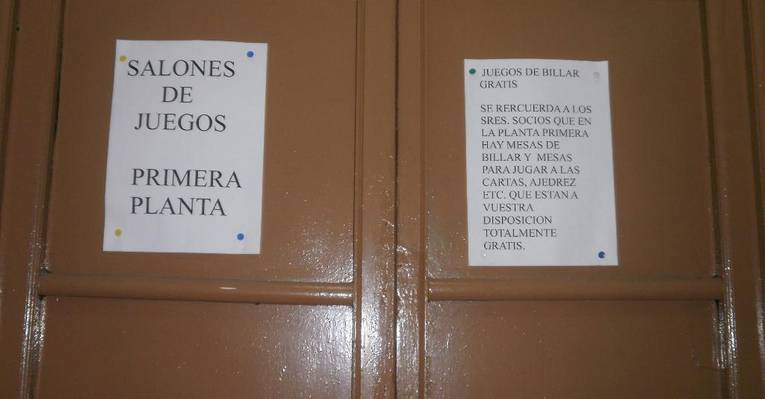 SALONES
DE
JUEGOS
PRIMERA
PLANTA
JUEGOS DE BILLAR
GRATIS
SE RERCUERDA A LOS
SRES. SOCIOS QUE EN
LA PLANTA PRIMERA
HAY MESAS DE
BILLAR Y MESAS
PARA JUGAR A LAS
CARTAS, AJEDREZ
ETC. QUE ESTAN A
VUESTRA
DISPOSICION
TOTALMENTE
GRATIS.